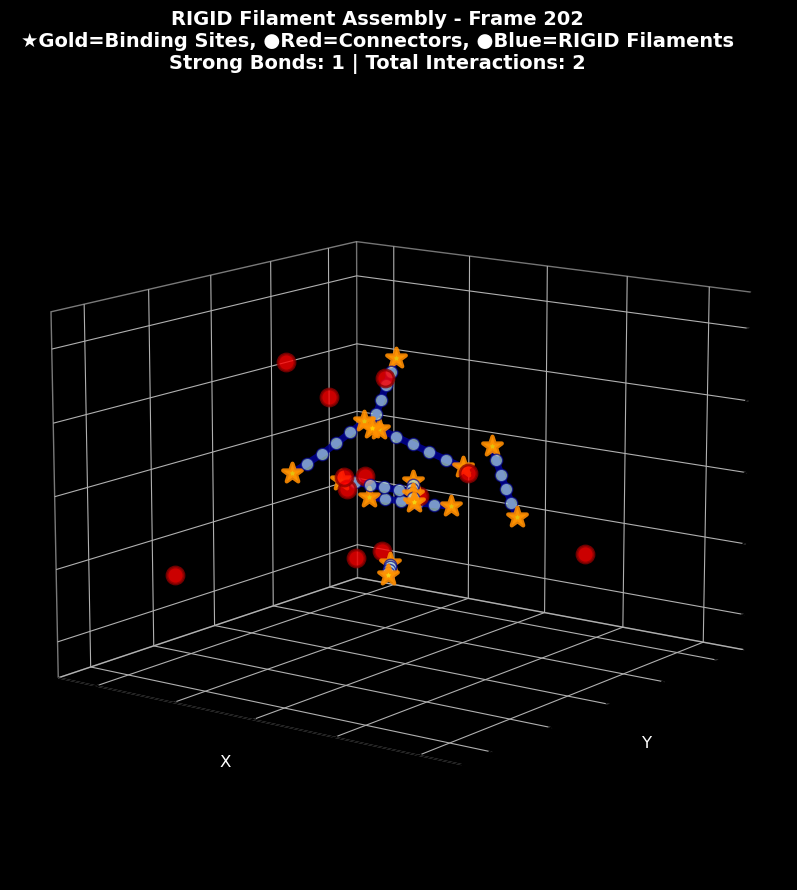 RIGID Filament Assembly - Frame 202
★Gold=Binding Sites, ●Red=Connectors, ●Blue=RIGID Filaments
Strong Bonds: 1 | Total Interactions: 2
Y
X